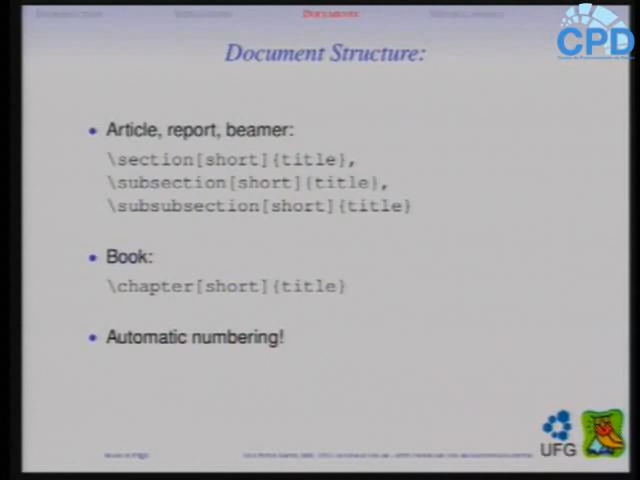 DOCUMENTS
CPD
Document Structure:
• Article, report, beamer:
\section[short]{title},
\subsection[short]{title},
\subsubsection[short]{title}
• Book:
\chapter[short]{title}
• Automatic numbering!
UFG